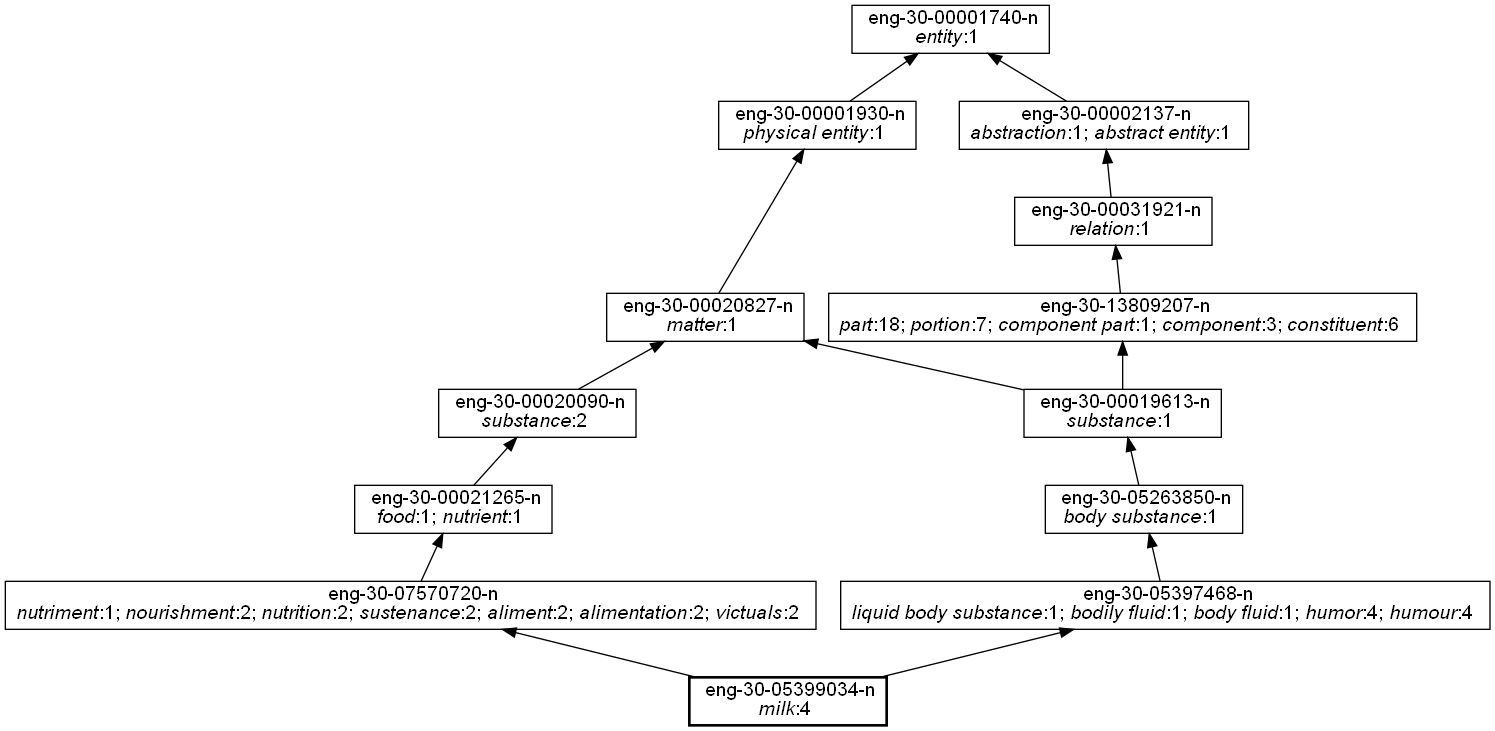 eng-30-00001740-n
entity:1
eng-30-00001930-n
physical entity:1
eng-30-00002137-n
abstraction:1; abstract entity:1
eng-30-00031921-n
relation:1
eng-30-00020827-n
matter:1
eng-30-13809207-n
part:18; portion:7; component part:1; component:3; constituent:6
eng-30-00020090-n
substance:2
eng-30-00019613-n
substance:1
eng-30-00021265-n
food:1; nutrient:1
eng-30-05263850-n
body substance:1
eng-30-07570720-n
nutriment:1; nourishment:2; nutrition:2; sustenance:2; aliment:2; alimentation:2; victuals:2
eng-30-05397468-n
liquid body substance:1; bodily fluid:1; body fluid:1; humor:4; humour:4
eng-30-05399034-n
milk:4